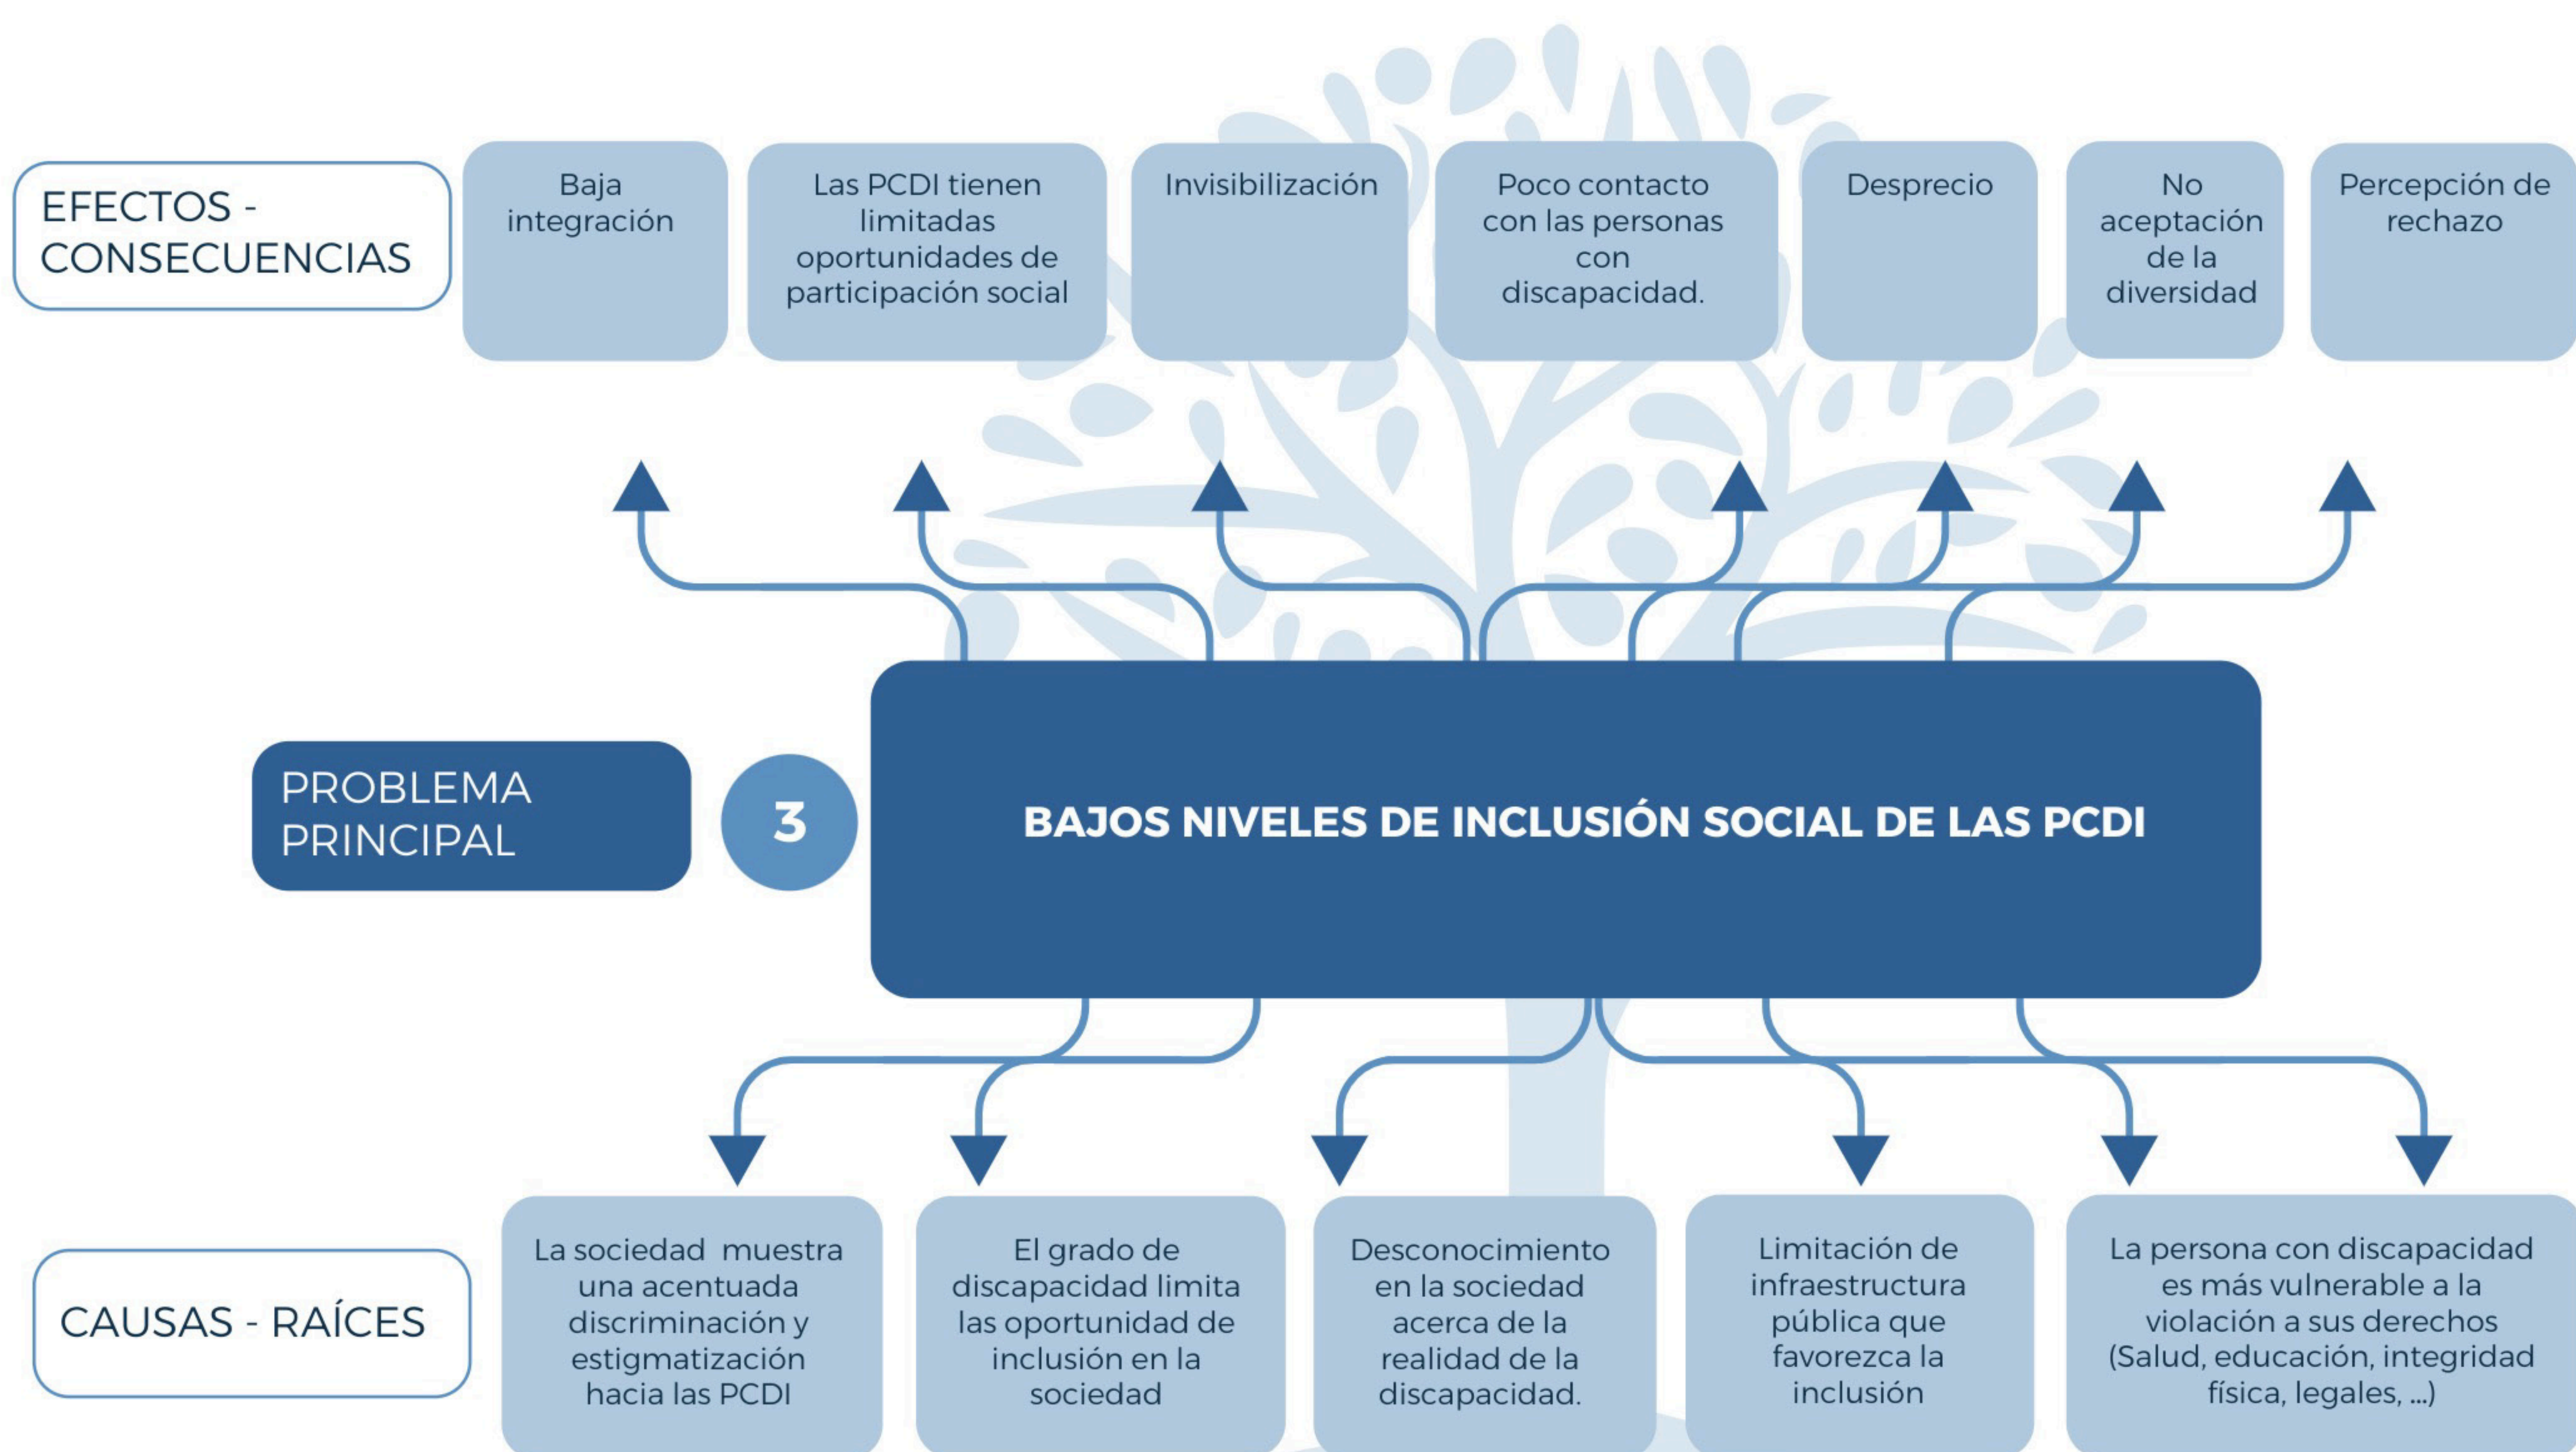 EFECTOS -
CONSECUENCIAS
Baja
integración
Las PCDI tienen
limitadas
oportunidades de
participación social
Invisibilización
Poco contacto
con las personas
con
discapacidad.
Desprecio
No
aceptación
de la
diversidad
Percepción de
rechazo
PROBLEMA
PRINCIPAL
3
BAJOS NIVELES DE INCLUSIÓN SOCIAL DE LAS PCDI
CAUSAS - RAÍCES
La sociedad muestra
una acentuada
discriminación y
estigmatización
hacia las PCDI
El grado de
discapacidad limita
las oportunidad de
inclusión en la
sociedad
Desconocimiento
en la sociedad
acerca de la
realidad de la
discapacidad.
Limitación de
infraestructura
pública que
favorezca la
inclusión
La persona con discapacidad
es más vulnerable a la
violación a sus derechos
(Salud, educación, integridad
física, legales, ...)